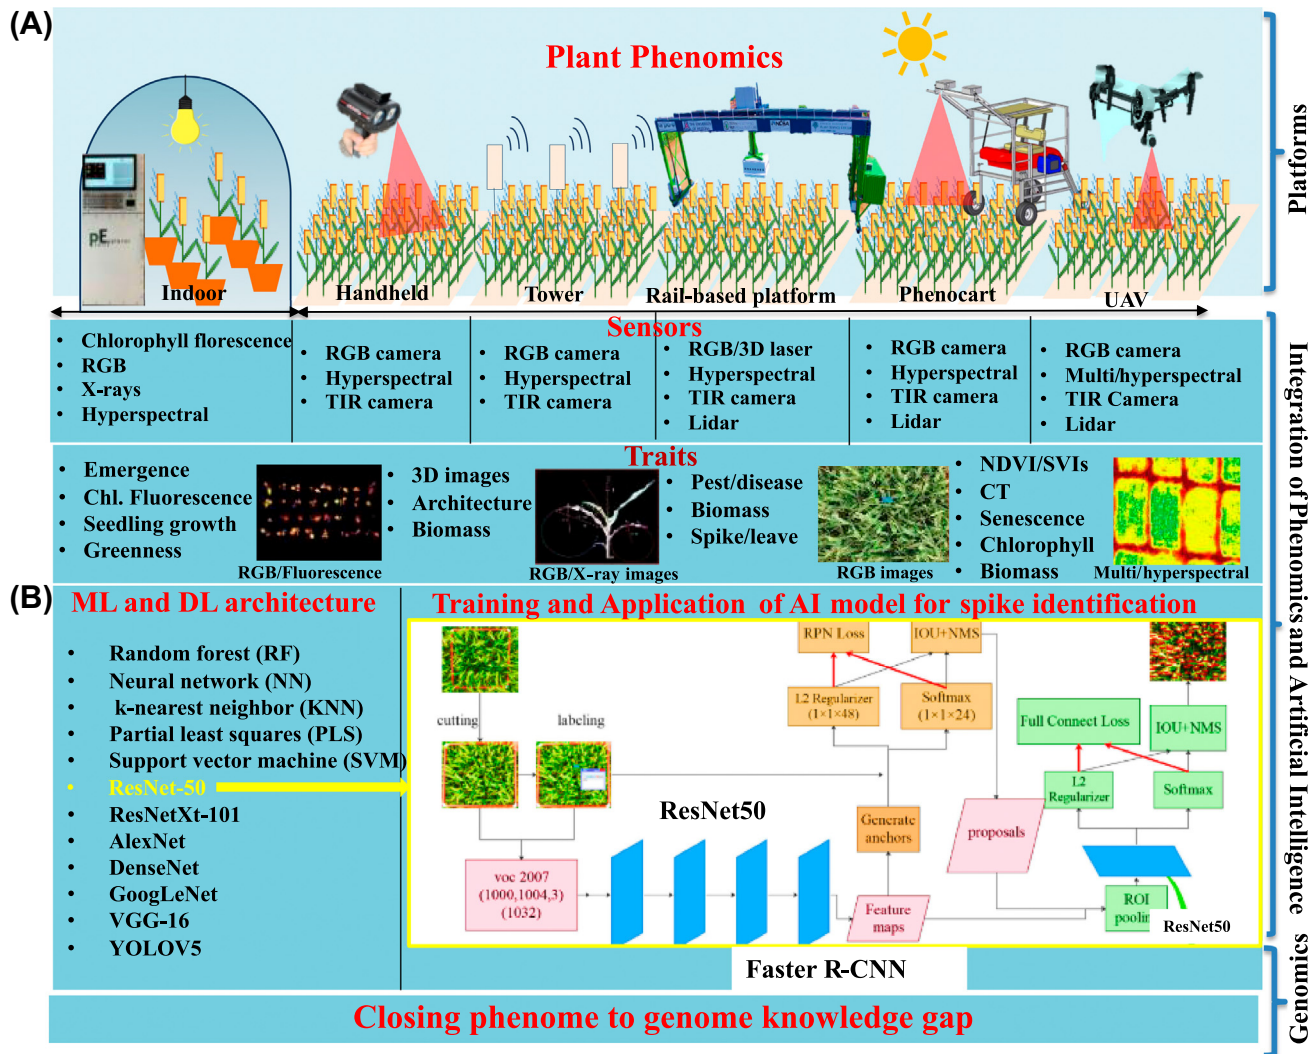 (A)
Plant Phenomics
Platforms
PE
Indoor
Handheld
Tower
Rail-based platform
Phenocart
UAV
Sensors
• Chlorophyll florescence
• RGB
• X-rays
• Hyperspectral
• RGB camera
• Hyperspectral
• TIR camera
• RGB camera
• Hyperspectral
• TIR camera
• RGB/3D laser
• Hyperspectral
• TIR camera
• Lidar
• RGB camera
• Hyperspectral
• TIR camera
• Lidar
• RGB camera
• Multi/hyperspectral
• TIR Camera
• Lidar
Traits
• Emergence
• Chl. Fluorescence
• Seedling growth
• Greenness
RGB/Fluorescence
• 3D images
• Architecture
• Biomass
RGB/X-ray images
• Pest/disease
• Biomass
• Spike/leave
RGB images
• NDVI/SVIs
• CT
• Senescence
• Chlorophyll
• Biomass
Multi/hyperspectral
Integration of Phenomics and Artificial Intelligence
(B)
ML and DL architecture
• Random forest (RF)
• Neural network (NN)
• k-nearest neighbor (KNN)
• Partial least squares (PLS)
• Support vector machine (SVM)
• ResNet-50
• ResNetXt-101
• AlexNet
• DenseNet
• GoogLeNet
• VGG-16
• YOLOV5
Training and Application of AI model for spike identification
cutting
labeling
voc 2007
(1000,1004,3)
(1032)
ResNet50
RPN Loss
IOU+NMS
L2 Regularizer
(1×1×48)
Softmax
(1×1×24)
Generate
anchors
Feature
maps
proposals
Full Connect Loss
IOU+NMS
L2
Regularizer
Softmax
ROI
pooling
ResNet50
Faster R-CNN
Genomics
Closing phenome to genome knowledge gap